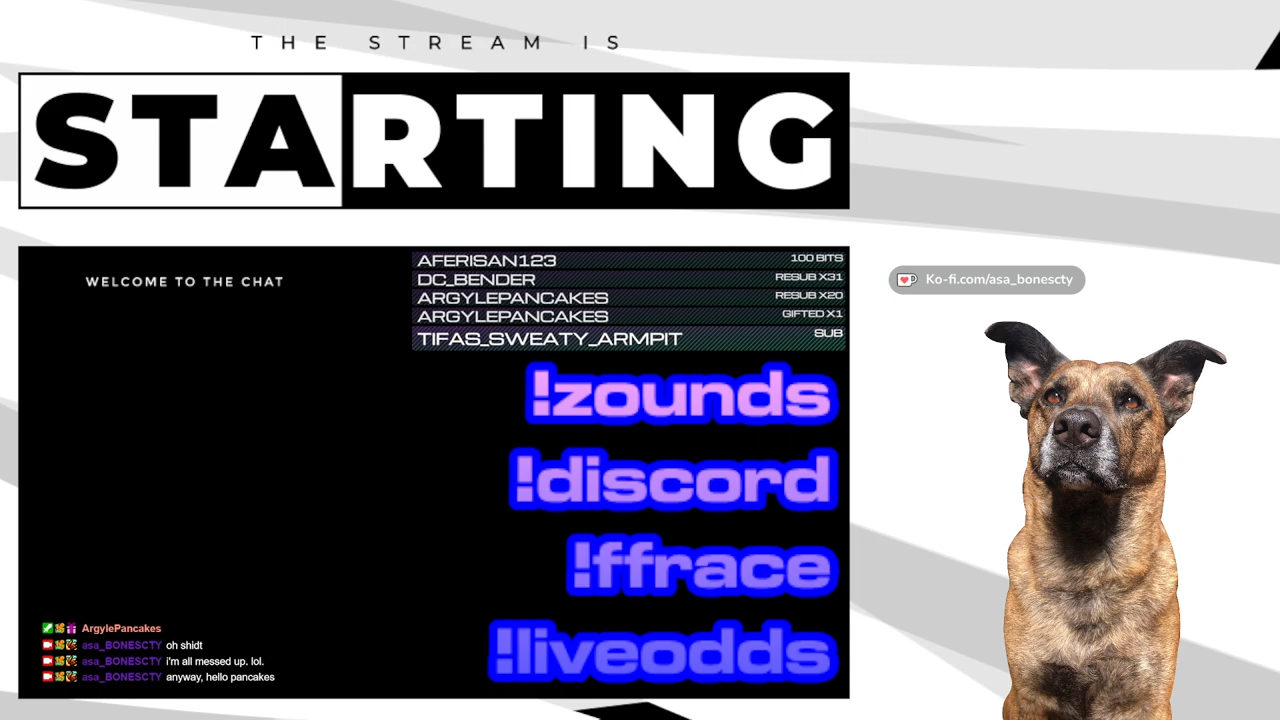 THE STREAM IS
STARTING
WELCOME TO THE CHAT
AFERISAN123 100 BITS
DC_BENDER RESUB X31
ARGYLEPANCAKES RESUB X20
ARGYLEPANCAKES GIFTED X1
TIFAS_SWEATY_ARMPIT SUB
Ko-fi.com/asa_bonescty
!zounds
!discord
!ffrace
!liveodds
ArgylePancakes
asa_BONESCTY oh shidt
asa_BONESCTY i'm all messed up. lol.
asa_BONESCTY anyway, hello pancakes